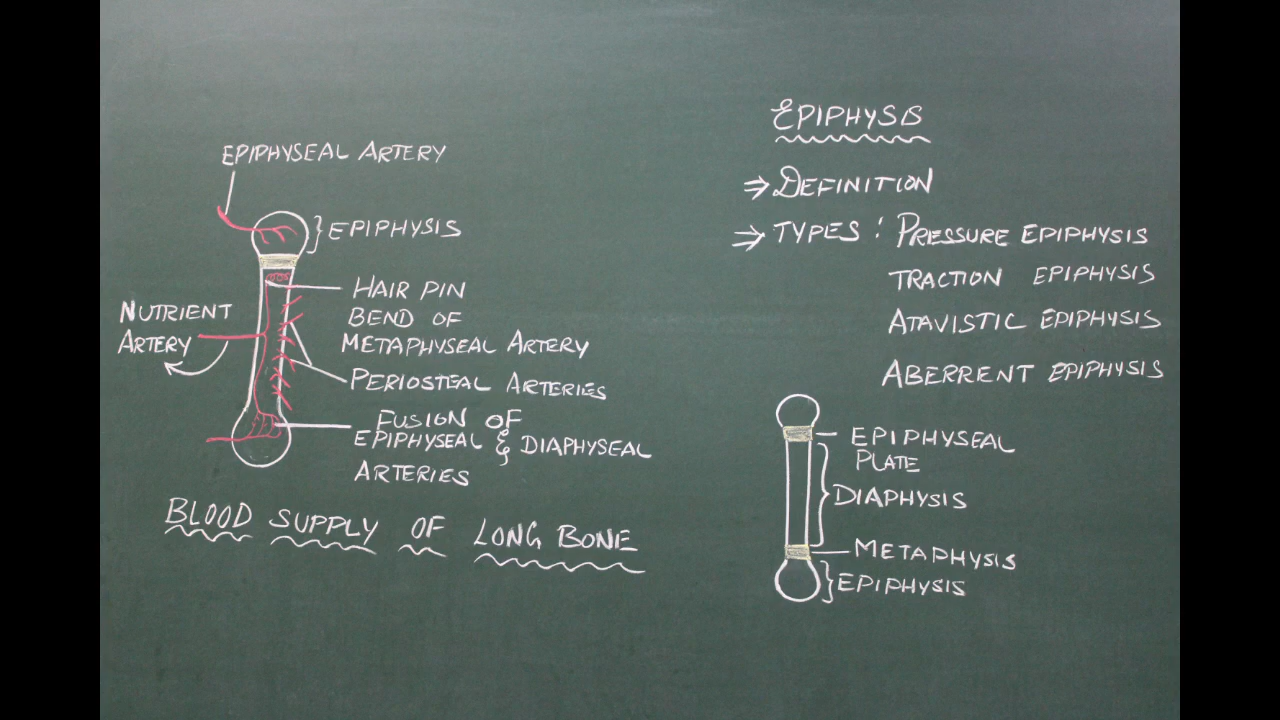 EPIPHYSEAL ARTERY
EPIPHYSIS
HAIR PIN
BEND OF
METAPHYSEAL ARTERY
NUTRIENT
ARTERY
PERIOSTEAL ARTERIES
FUSION OF
EPIPHYSEAL & DIAPHYSEAL
ARTERIES
BLOOD SUPPLY OF LONG BONE
EPIPHYSIS
⇒ DEFINITION
⇒ TYPES : PRESSURE EPIPHYSIS
TRACTION EPIPHYSIS
ATAVISTIC EPIPHYSIS
ABERRENT EPIPHYSIS
EPIPHYSEAL
PLATE
DIAPHYSIS
METAPHYSIS
EPIPHYSIS